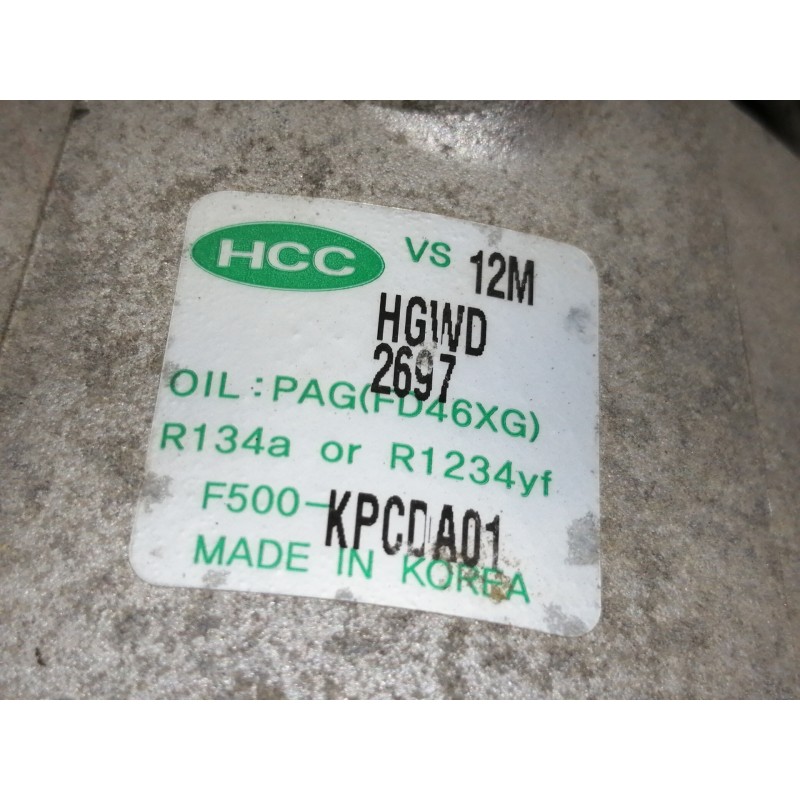 HCC VS 12M
HGWD
2697
OIL : PAG(FD46XG)
R134a or R1234yf
F500-KPCDA01
MADE IN KOREA